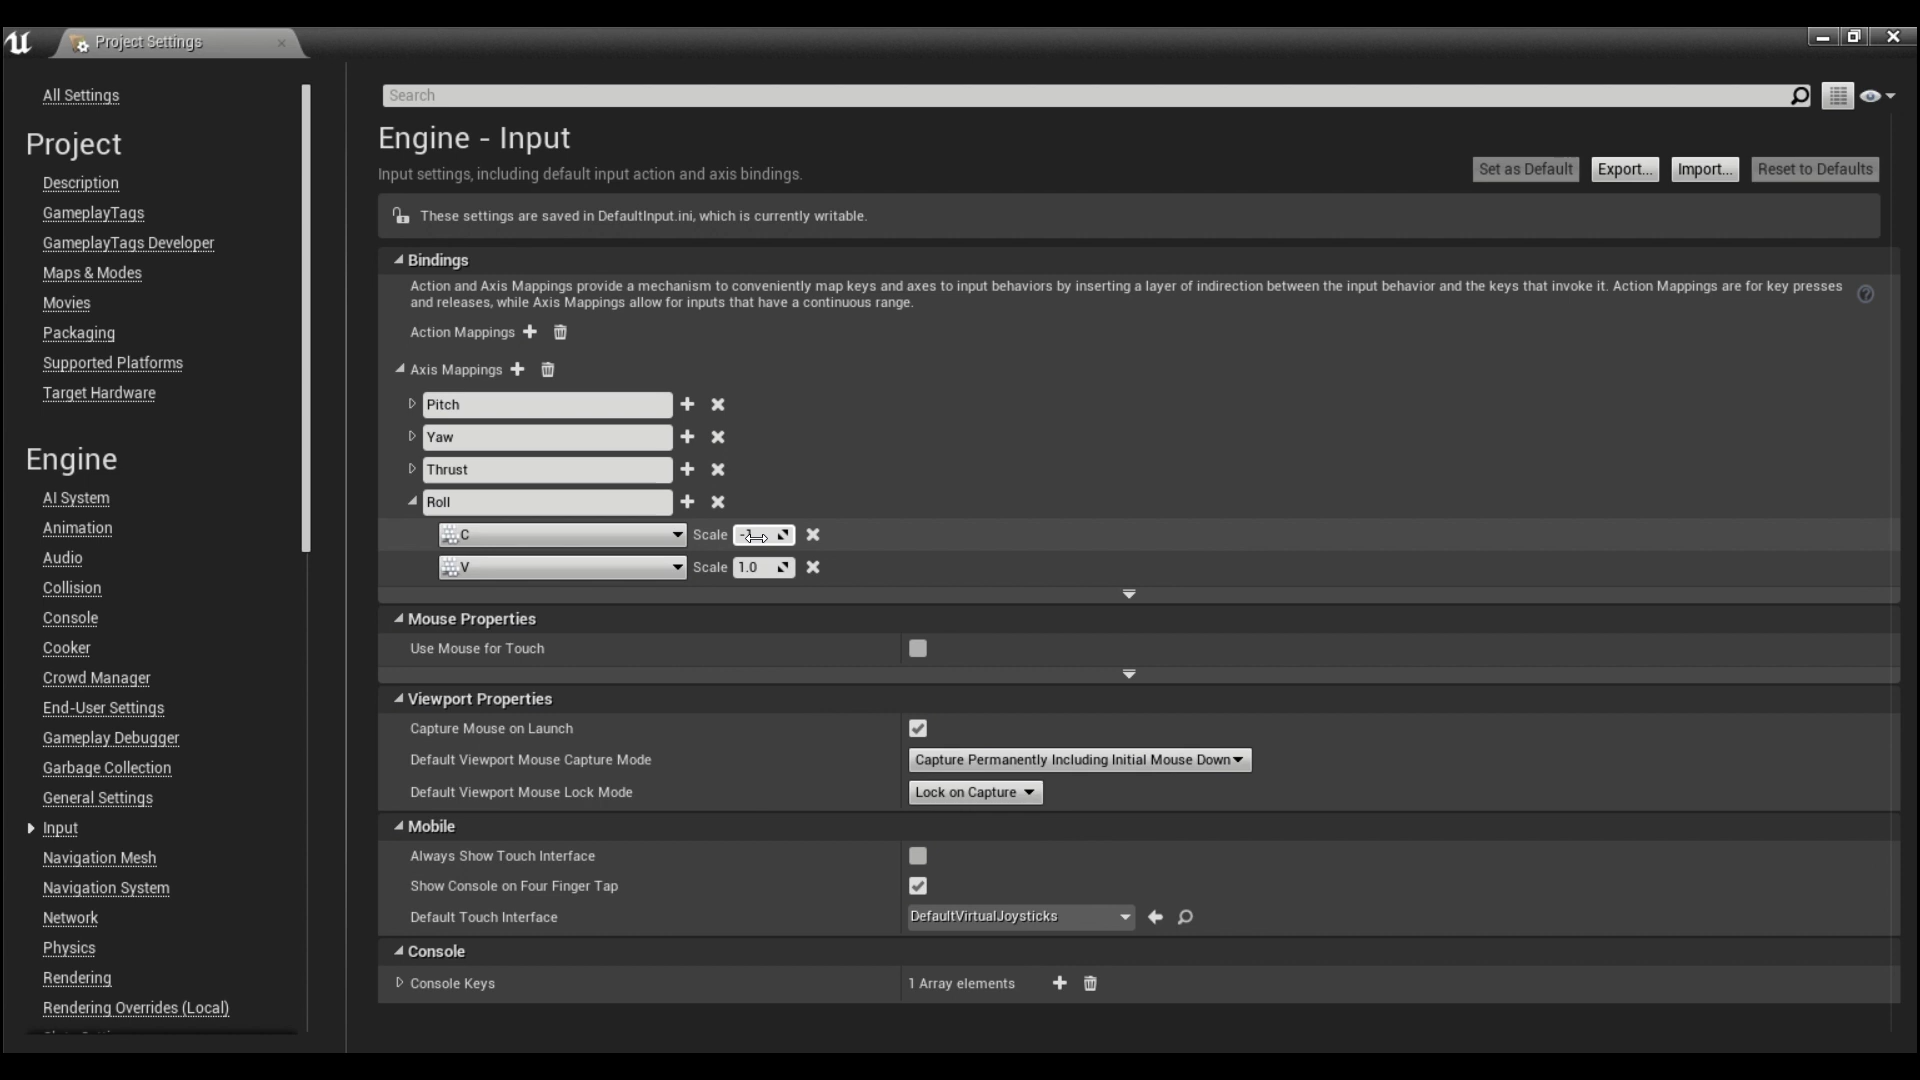 Project Settings
All Settings
Project
Description
GameplayTags
GameplayTags Developer
Maps & Modes
Movies
Packaging
Supported Platforms
Target Hardware
Engine
AI System
Animation
Audio
Collision
Console
Cooker
Crowd Manager
End-User Settings
Gameplay Debugger
Garbage Collection
General Settings
Input
Navigation Mesh
Navigation System
Network
Physics
Rendering
Rendering Overrides (Local)
Search
Engine - Input
Input settings, including default input action and axis bindings.
Set as Default Export... Import... Reset to Defaults
These settings are saved in DefaultInput.ini, which is currently writable.
Bindings
Action and Axis Mappings provide a mechanism to conveniently map keys and axes to input behaviors by inserting a layer of indirection between the input behavior and the keys that invoke it. Action Mappings are for key presses
and releases, while Axis Mappings allow for inputs that have a continuous range.
Action Mappings
Axis Mappings
Pitch
Yaw
Thrust
Roll
C Scale
V Scale 1.0
Mouse Properties
Use Mouse for Touch
Viewport Properties
Capture Mouse on Launch
Default Viewport Mouse Capture Mode Capture Permanently Including Initial Mouse Down
Default Viewport Mouse Lock Mode Lock on Capture
Mobile
Always Show Touch Interface
Show Console on Four Finger Tap
Default Touch Interface DefaultVirtualJoysticks
Console
Console Keys 1 Array elements